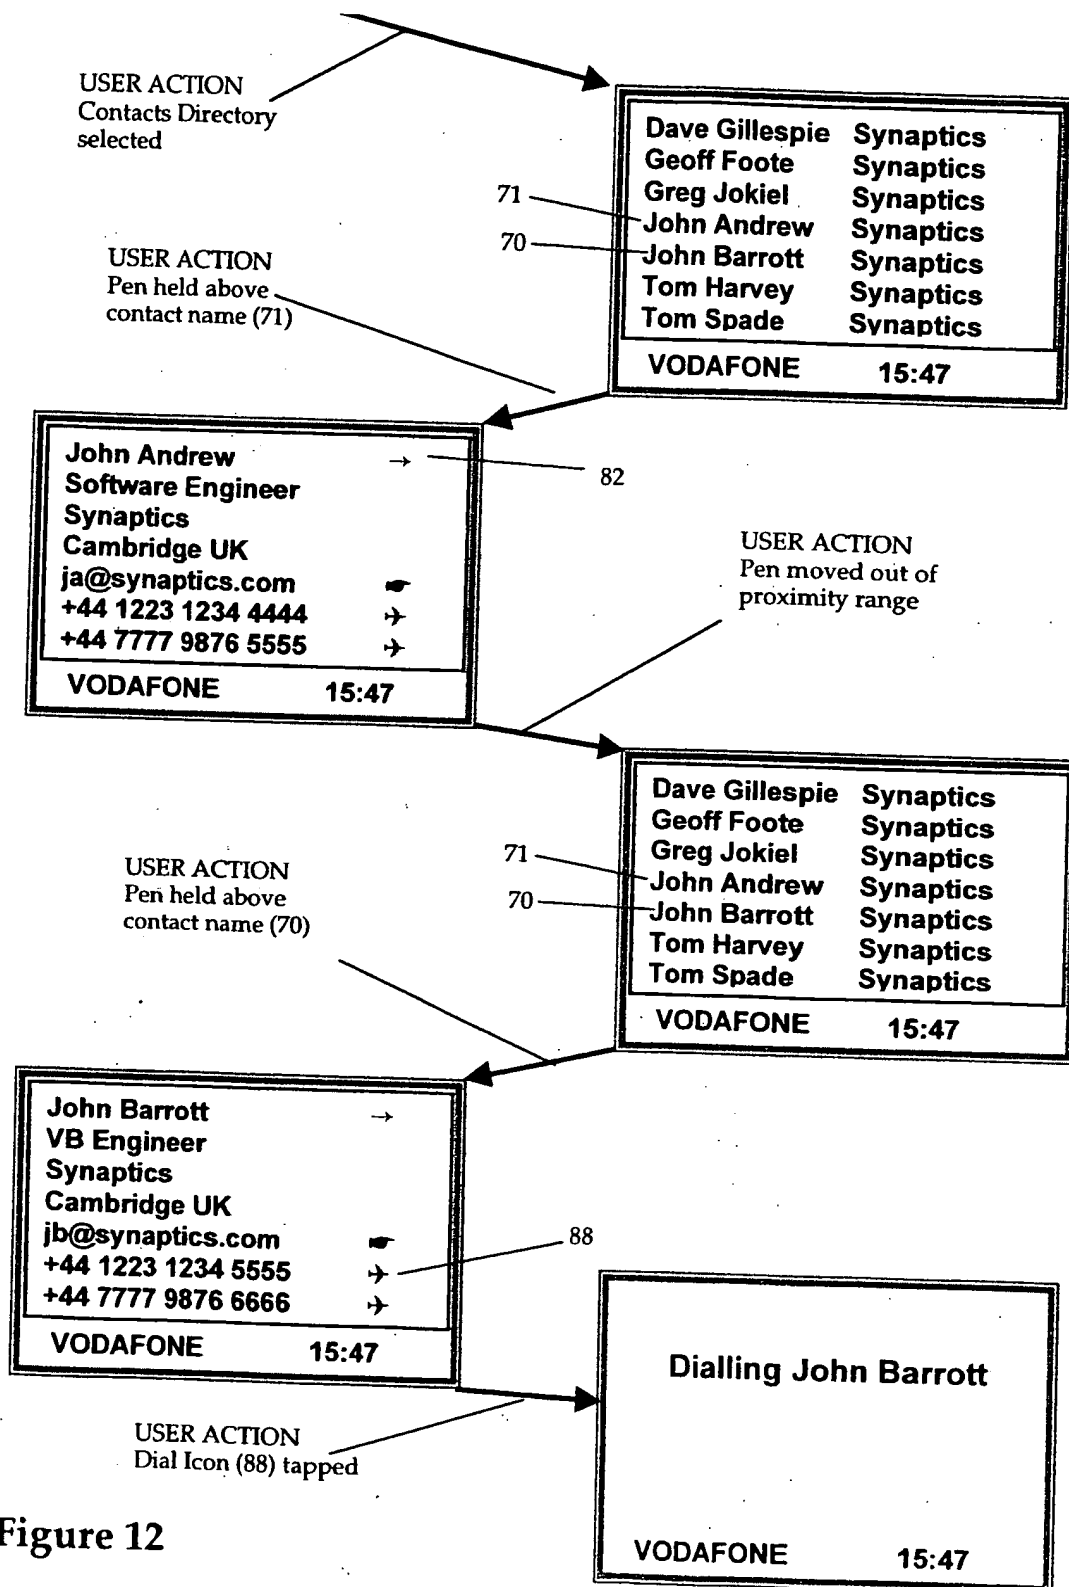 USER ACTION
Contacts Directory
selected
Dave Gillespie Synaptics
Geoff Foote Synaptics
Greg Jokiel Synaptics
John Andrew Synaptics
John Barrott Synaptics
Tom Harvey Synaptics
Tom Spade Synaptics
VODAFONE 15:47
71
70
USER ACTION
Pen held above
contact name (71)
John Andrew →
Software Engineer
Synaptics
Cambridge UK
ja@synaptics.com
+44 1223 1234 4444
+44 7777 9876 5555
VODAFONE 15:47
82
USER ACTION
Pen moved out of
proximity range
Dave Gillespie Synaptics
Geoff Foote Synaptics
Greg Jokiel Synaptics
John Andrew Synaptics
John Barrott Synaptics
Tom Harvey Synaptics
Tom Spade Synaptics
VODAFONE 15:47
71
70
USER ACTION
Pen held above
contact name (70)
John Barrott →
VB Engineer
Synaptics
Cambridge UK
jb@synaptics.com
+44 1223 1234 5555
+44 7777 9876 6666
VODAFONE 15:47
88
USER ACTION
Dial Icon (88) tapped
Dialling John Barrott
VODAFONE 15:47
Figure 12